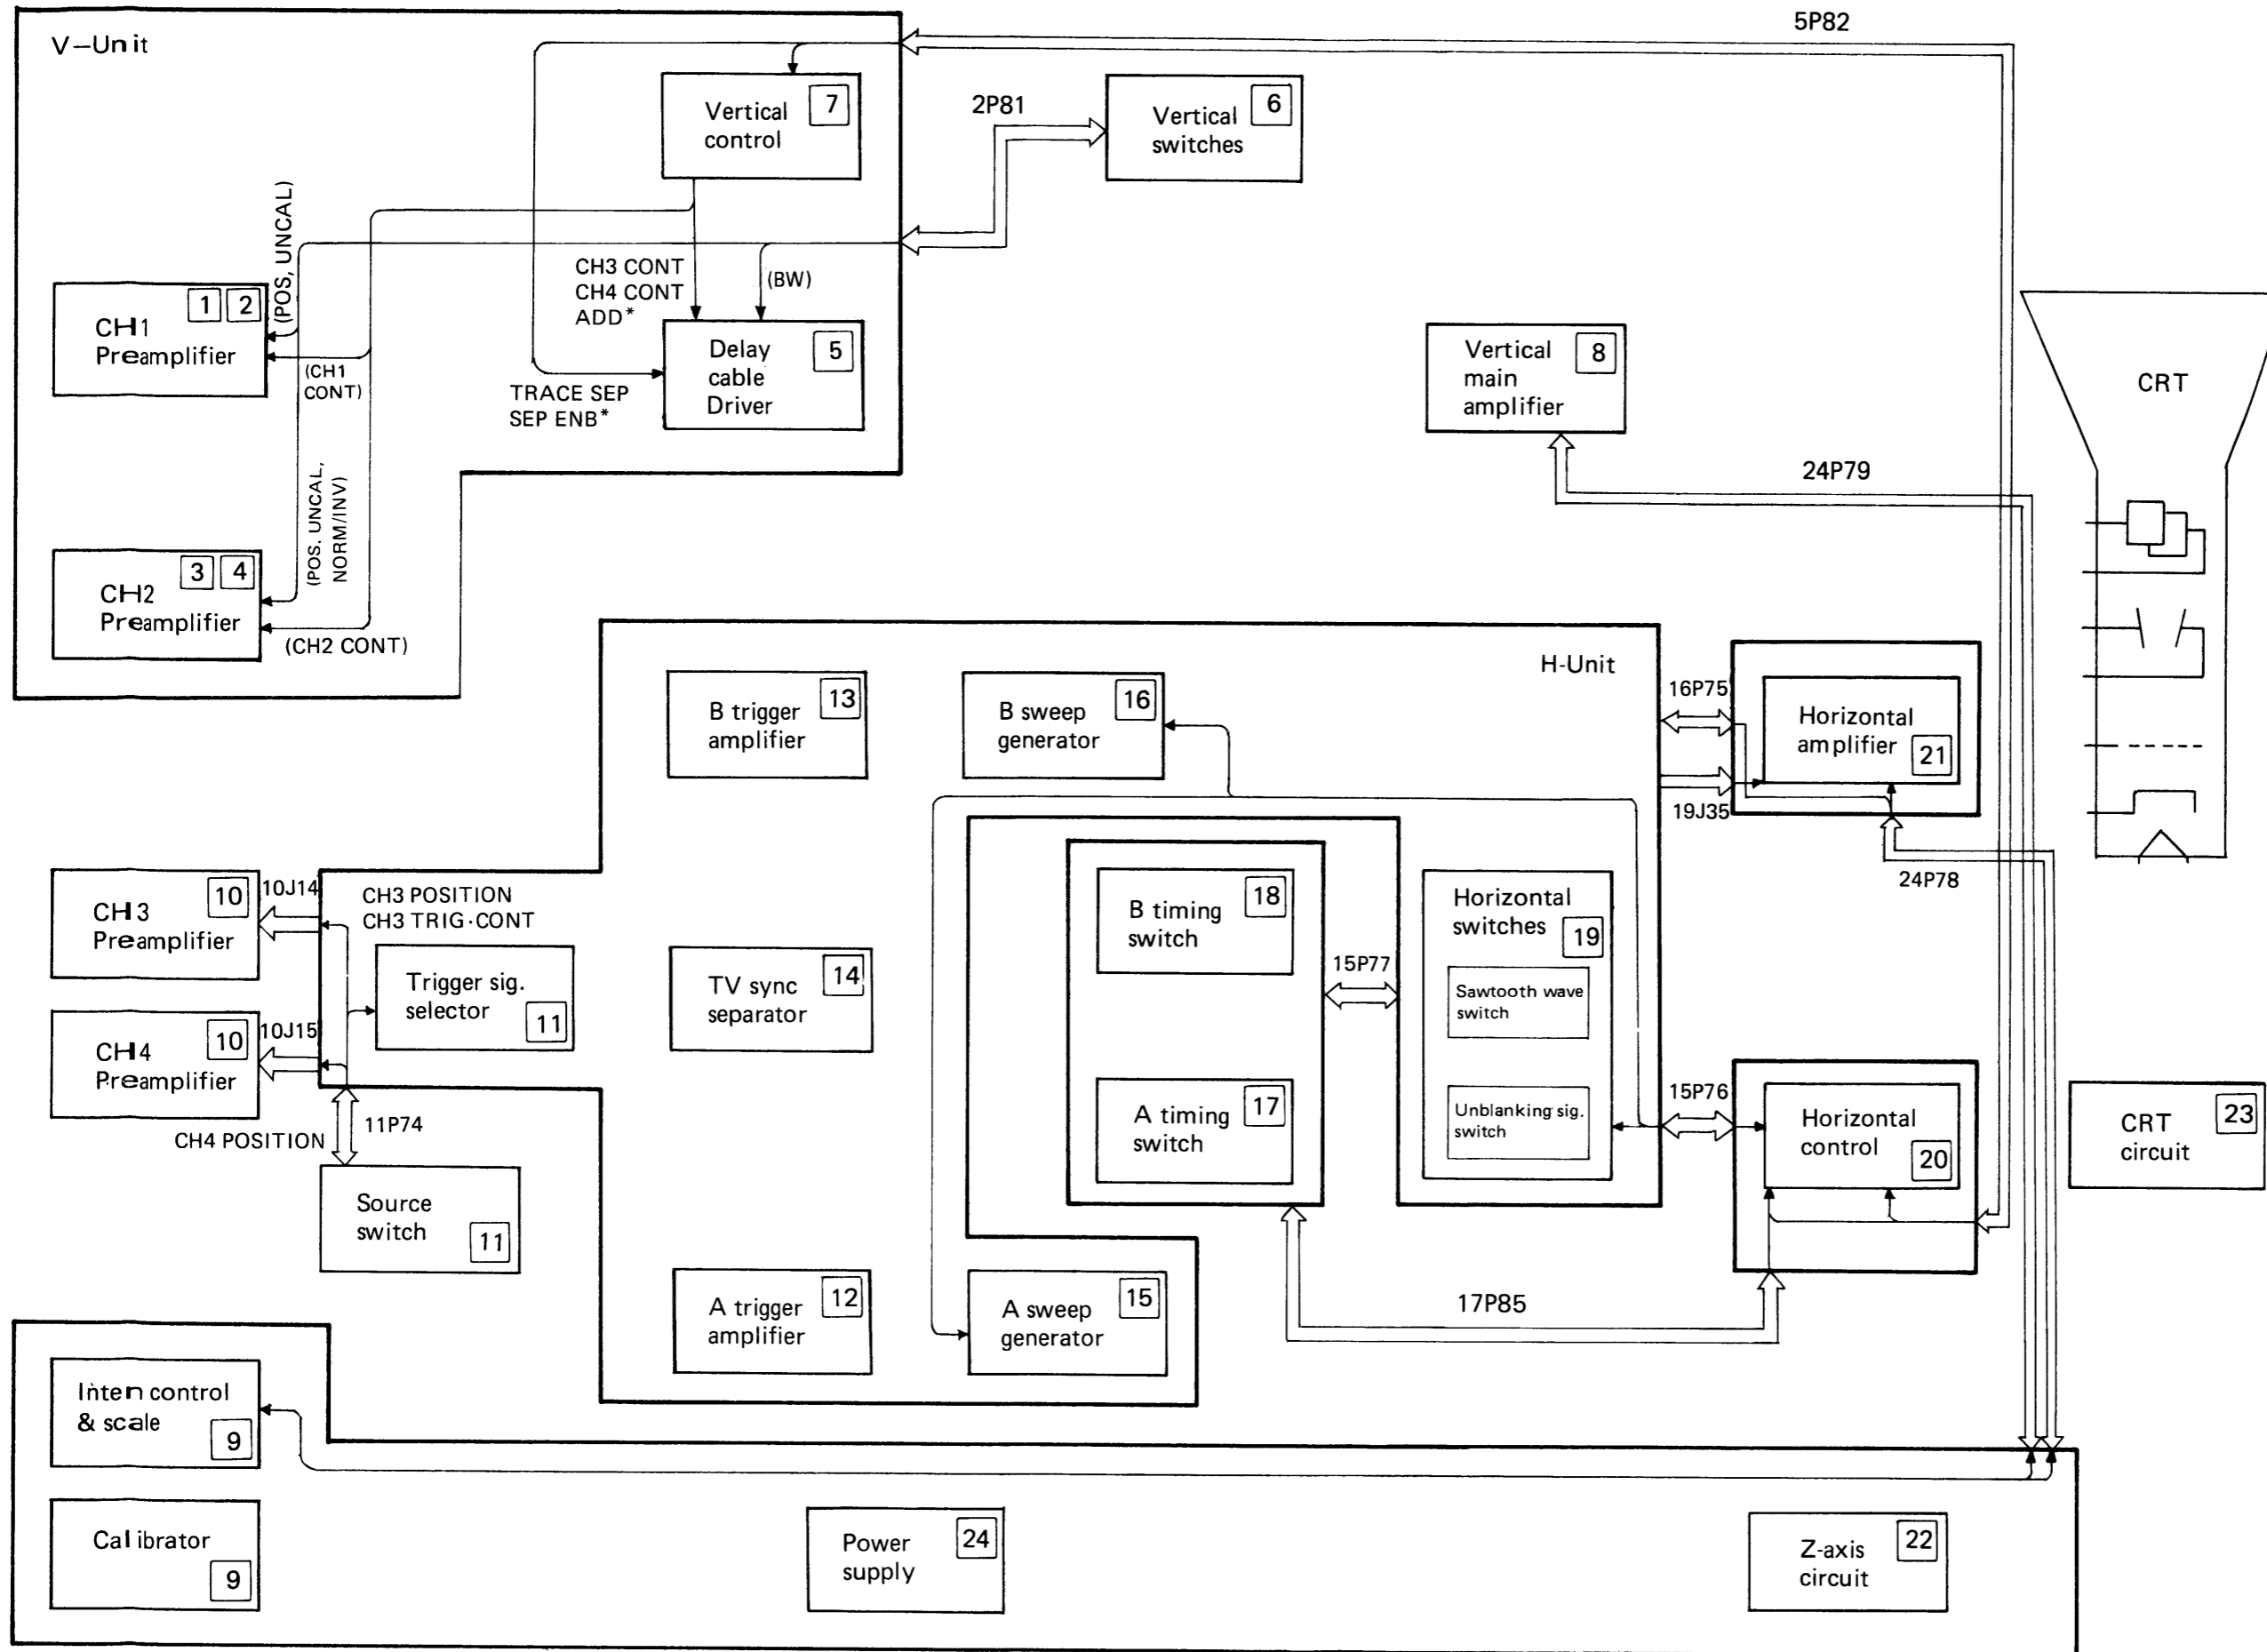 V-Unit
5P82
Vertical
control
7
2P81
Vertical
switches
6
(POS, UNCAL)
CH3 CONT
CH4 CONT
ADD*
(BW)
CH1
Preamplifier
1
2
(CH1
CONT)
TRACE SEP
SEP ENB*
Delay
cable
Driver
5
Vertical
main
amplifier
8
CRT
24P79
(POS. UNCAL,
NORM/INV)
CH2
Preamplifier
3
4
(CH2 CONT)
H-Unit
B trigger
amplifier
13
B sweep
generator
16
16P75
Horizontal
amplifier
21
19J35
24P78
CH3
Preamplifier
10
10J14
CH3 POSITION
CH3 TRIG·CONT
Trigger sig.
selector
11
TV sync
separator
14
B timing
switch
18
15P77
Horizontal
switches
19
Sawtooth wave
switch
Unblanking sig.
switch
CH4
Preamplifier
10
10J15
CH4 POSITION
11P74
A timing
switch
17
15P76
Horizontal
control
20
CRT
circuit
23
Source
switch
11
A trigger
amplifier
12
A sweep
generator
15
17P85
Inten control
& scale
9
Calibrator
9
Power
supply
24
Z-axis
circuit
22